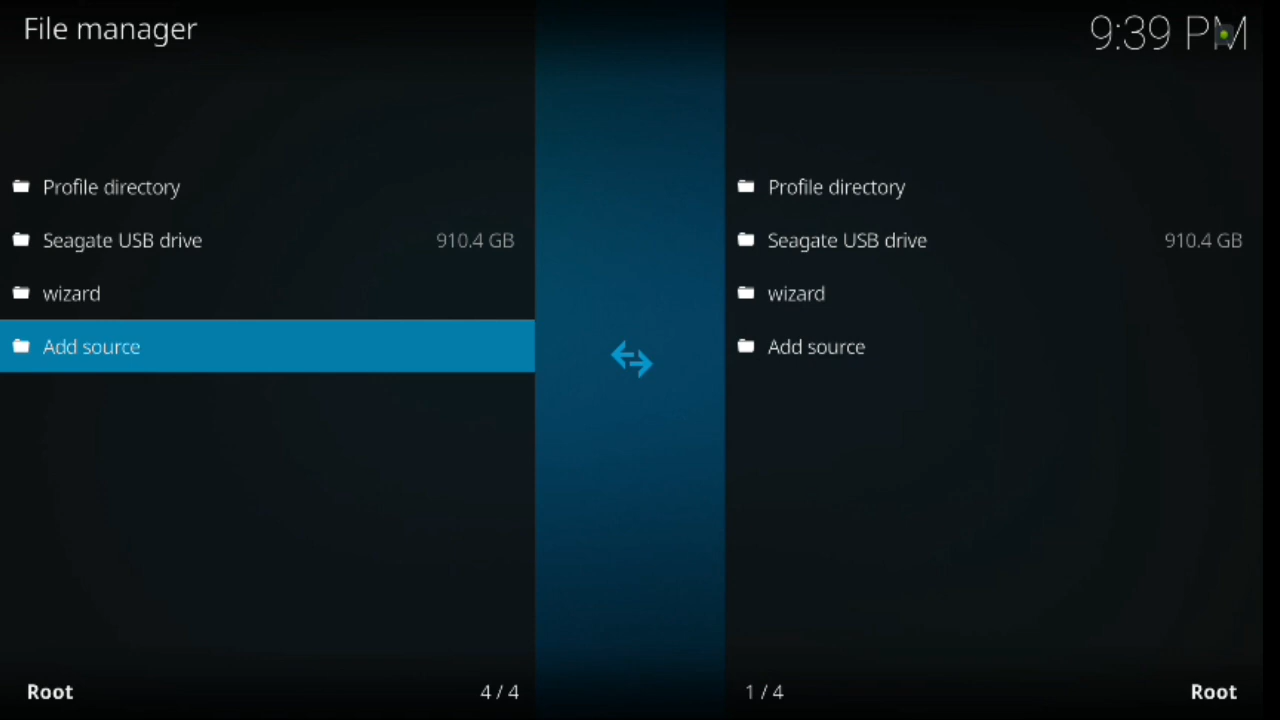 File manager
9:39 PM
Profile directory
Seagate USB drive 910.4 GB
wizard
Add source
Root 4 / 4
Profile directory
Seagate USB drive 910.4 GB
wizard
Add source
1 / 4 Root